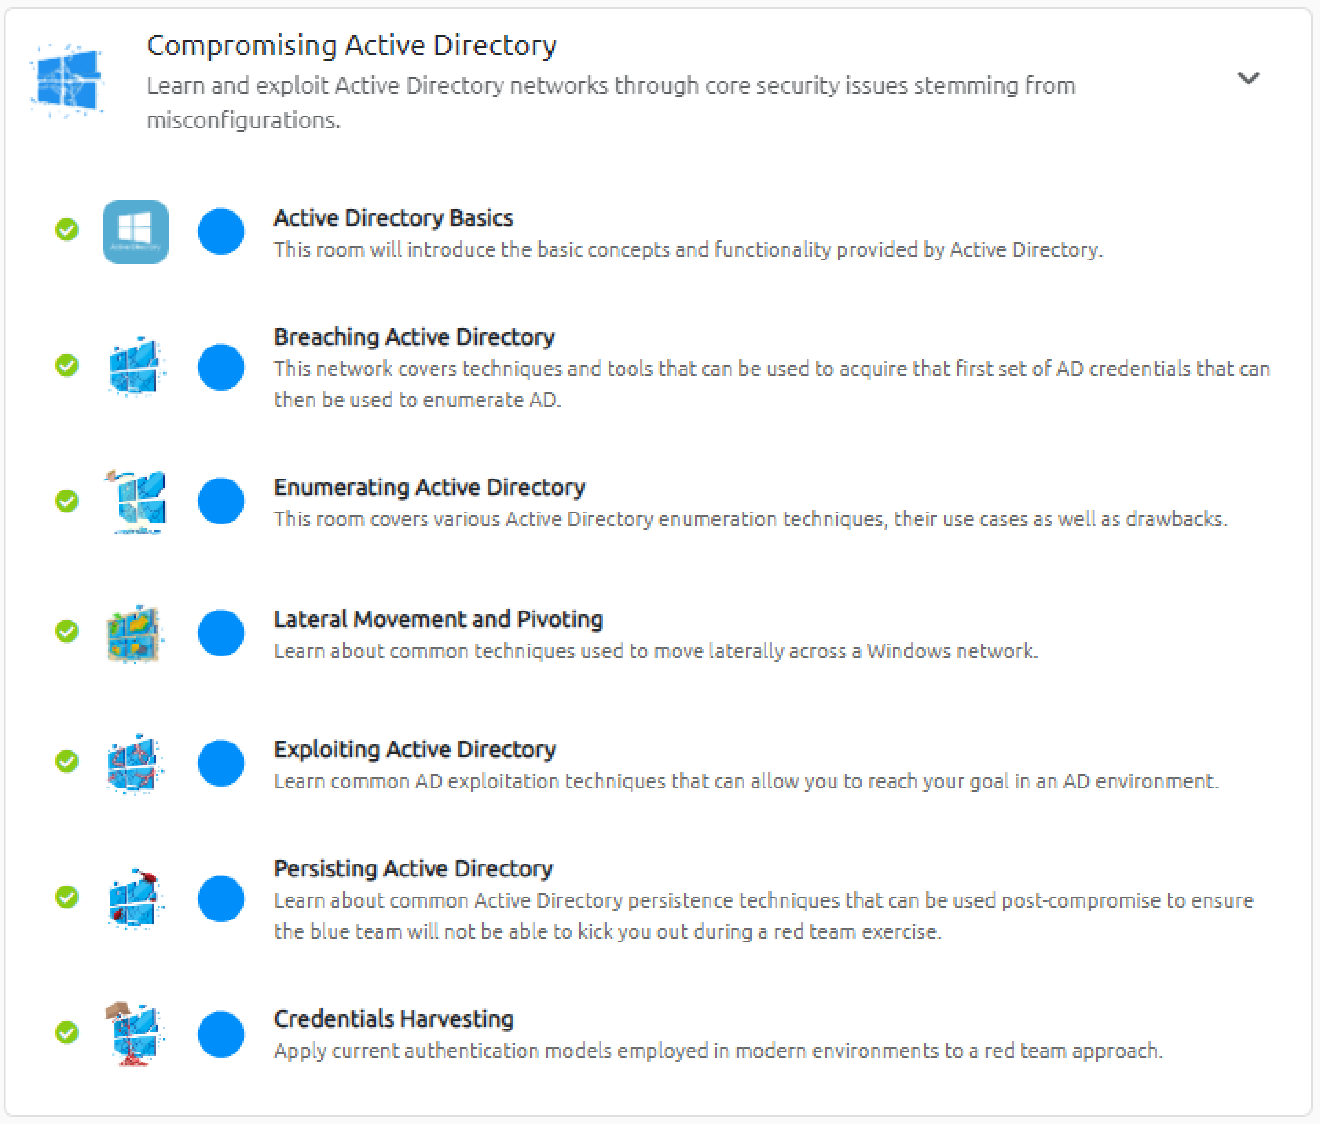 Compromising Active Directory
Learn and exploit Active Directory networks through core security issues stemming from
misconfigurations.
Active Directory Basics
This room will introduce the basic concepts and functionality provided by Active Directory.
Breaching Active Directory
This network covers techniques and tools that can be used to acquire that first set of AD credentials that can
then be used to enumerate AD.
Enumerating Active Directory
This room covers various Active Directory enumeration techniques, their use cases as well as drawbacks.
Lateral Movement and Pivoting
Learn about common techniques used to move laterally across a Windows network.
Exploiting Active Directory
Learn common AD exploitation techniques that can allow you to reach your goal in an AD environment.
Persisting Active Directory
Learn about common Active Directory persistence techniques that can be used post-compromise to ensure
the blue team will not be able to kick you out during a red team exercise.
Credentials Harvesting
Apply current authentication models employed in modern environments to a red team approach.